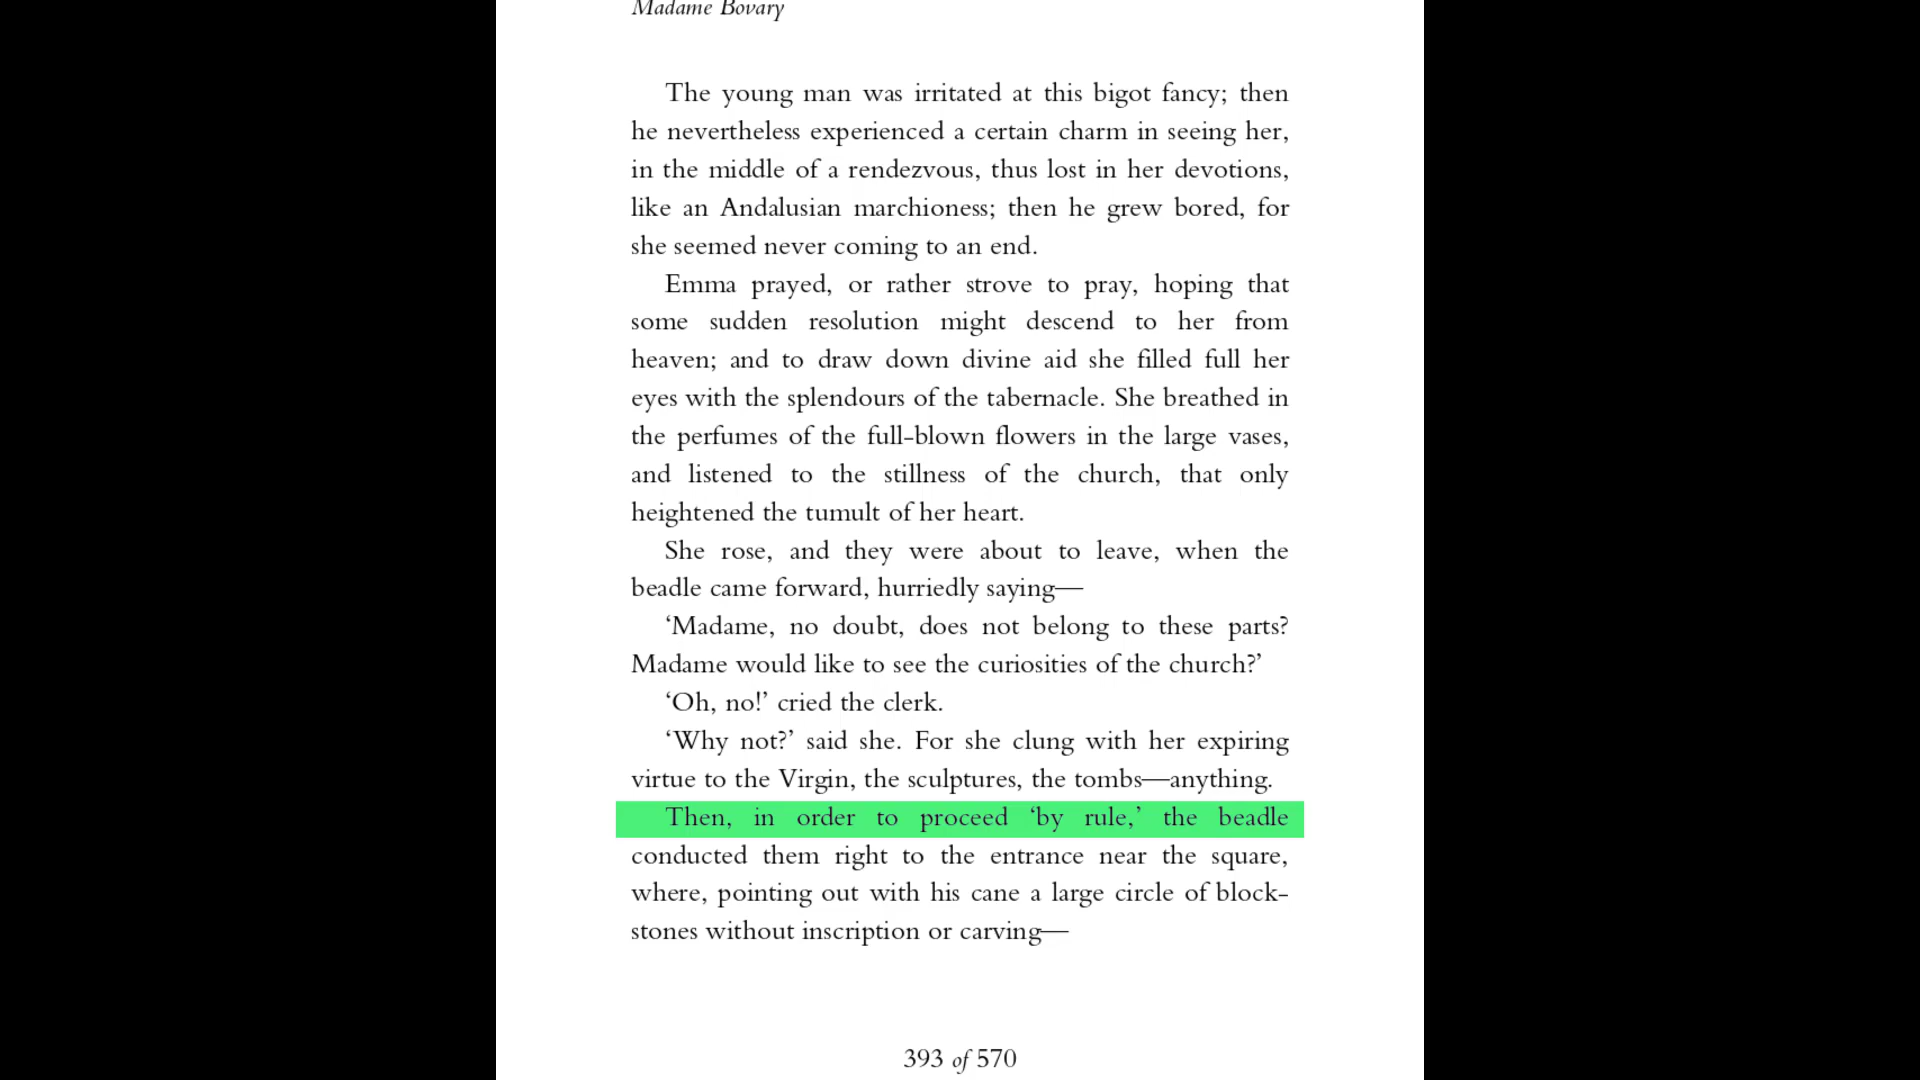 Madame Bovary
The young man was irritated at this bigot fancy; then
he nevertheless experienced a certain charm in seeing her,
in the middle of a rendezvous, thus lost in her devotions,
like an Andalusian marchioness; then he grew bored, for
she seemed never coming to an end.
Emma prayed, or rather strove to pray, hoping that
some sudden resolution might descend to her from
heaven; and to draw down divine aid she filled full her
eyes with the splendours of the tabernacle. She breathed in
the perfumes of the full-blown flowers in the large vases,
and listened to the stillness of the church, that only
heightened the tumult of her heart.
She rose, and they were about to leave, when the
beadle came forward, hurriedly saying—
‘Madame, no doubt, does not belong to these parts?
Madame would like to see the curiosities of the church?’
‘Oh, no!’ cried the clerk.
‘Why not?’ said she. For she clung with her expiring
virtue to the Virgin, the sculptures, the tombs—anything.
Then, in order to proceed ‘by rule,’ the beadle
conducted them right to the entrance near the square,
where, pointing out with his cane a large circle of block-
stones without inscription or carving—
393 of 570